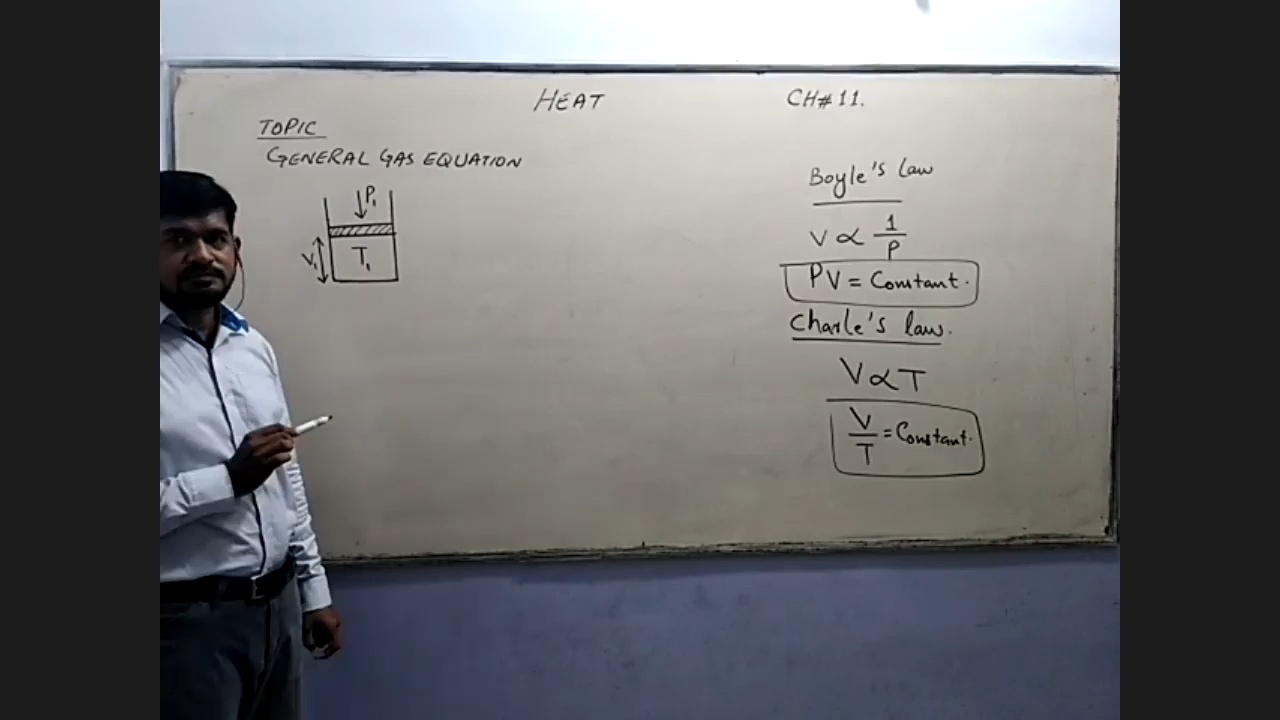 HEAT CH# 11.
TOPIC
GENERAL GAS EQUATION
P₁
V₁
T₁
Boyle's law
V ∝ 1/P
PV = Constant.
Charle's law.
V ∝ T
V/T = Constant.